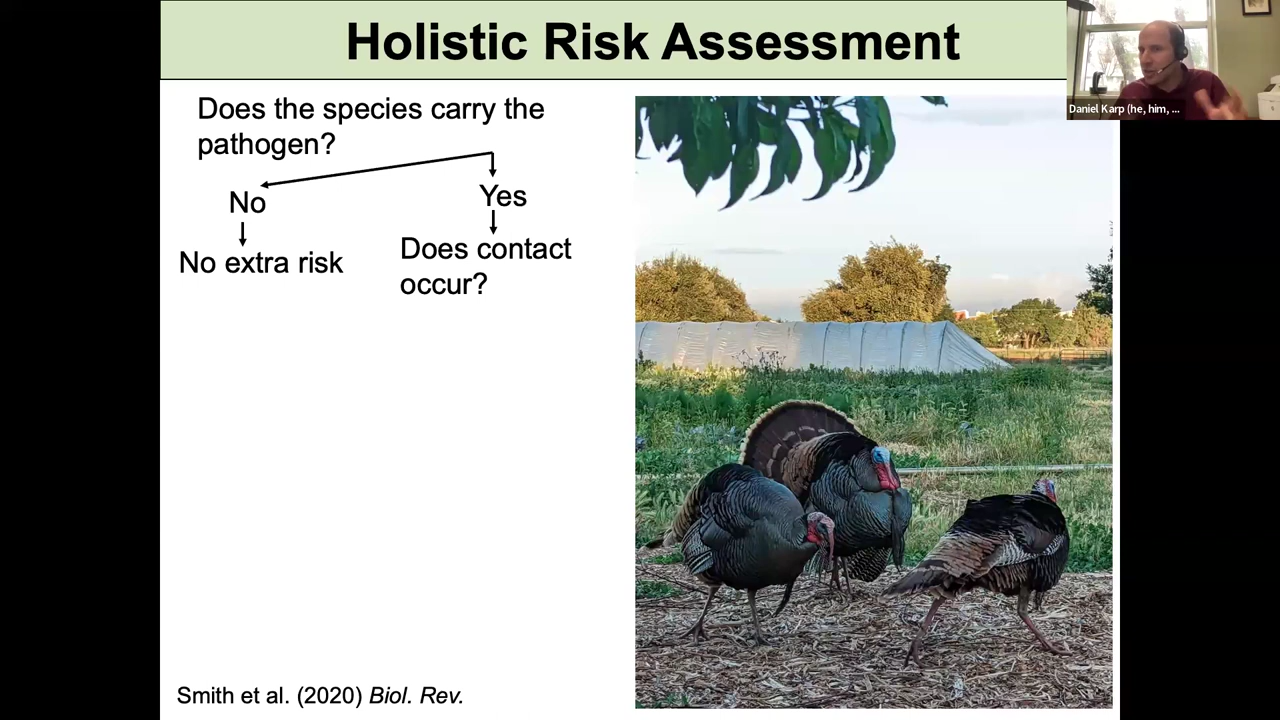 Holistic Risk Assessment
Daniel Karp (he, him, ...
Does the species carry the
pathogen?
No
Yes
No extra risk
Does contact
occur?
Smith et al. (2020) Biol. Rev.